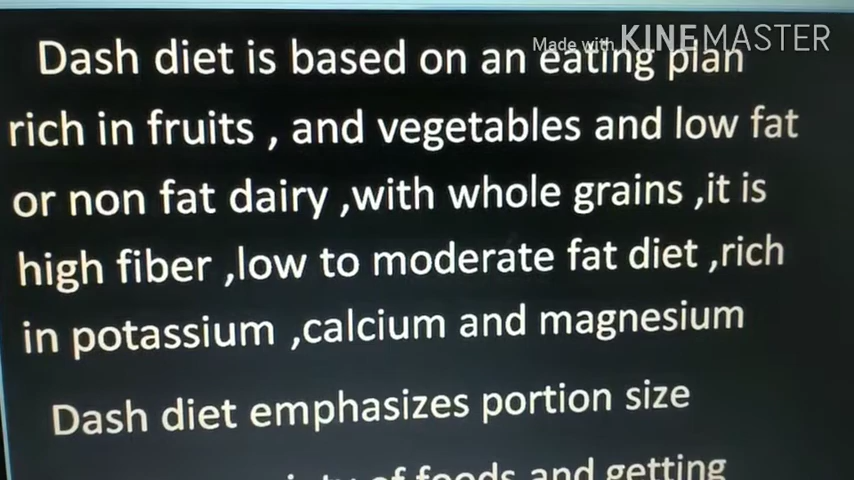 Made with KINEMASTER
Dash diet is based on an eating plan
rich in fruits , and vegetables and low fat
or non fat dairy ,with whole grains ,it is
high fiber ,low to moderate fat diet ,rich
in potassium ,calcium and magnesium
Dash diet emphasizes portion size
of foods and getting